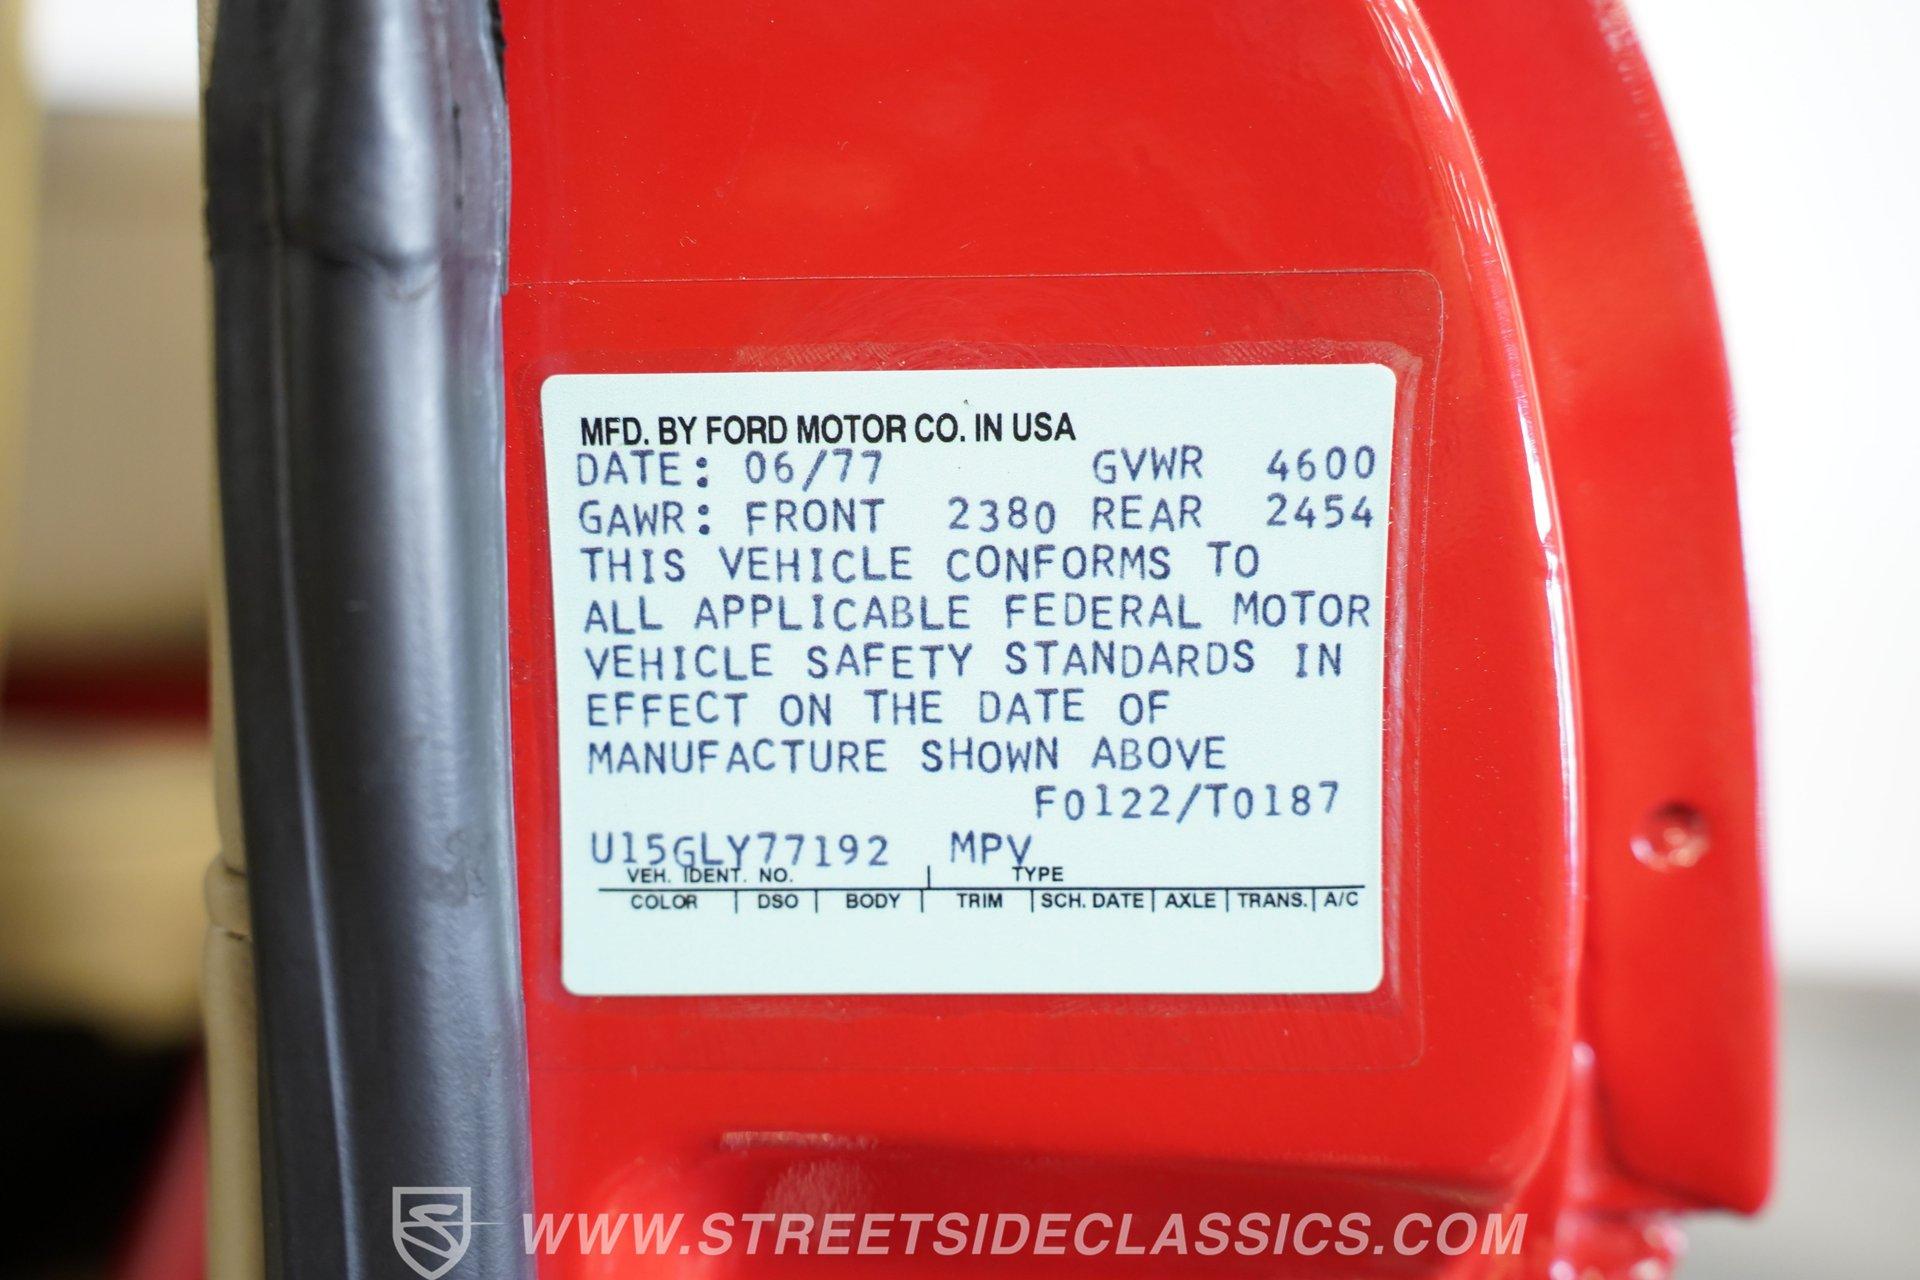 MFD. BY FORD MOTOR CO. IN USA
DATE: 06/77 GVWR 4600
GAWR: FRONT 2380 REAR 2454
THIS VEHICLE CONFORMS TO
ALL APPLICABLE FEDERAL MOTOR
VEHICLE SAFETY STANDARDS IN
EFFECT ON THE DATE OF
MANUFACTURE SHOWN ABOVE
F0122/T0187
U15GLY77192 MPV
VEH. IDENT. NO. TYPE
COLOR DSO BODY TRIM SCH. DATE AXLE TRANS. A/C
WWW.STREETSIDECLASSICS.COM